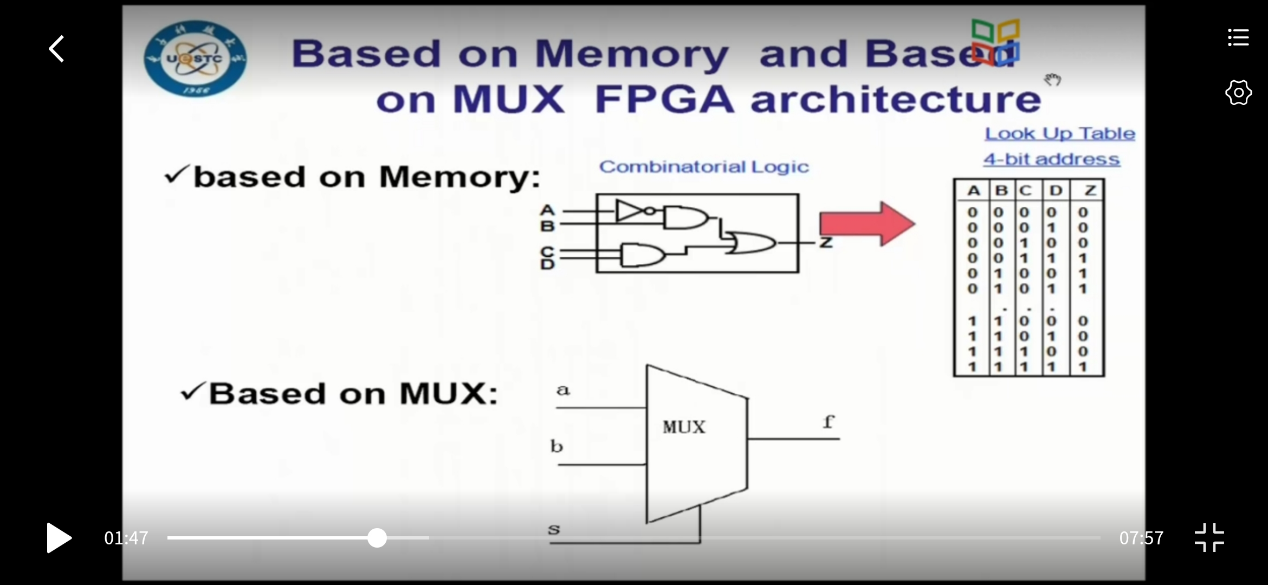 Based on Memory and Based
on MUX FPGA architecture
UESTC
1956
Look Up Table
4-bit address
✓based on Memory:
Combinatorial Logic
A
B
C
D
Z
A B C D Z
0 0 0 0 0
0 0 0 1 0
0 0 1 0 0
0 0 1 1 1
0 1 0 0 1
0 1 0 1 1
. . .
1 1 0 0 0
1 1 0 1 0
1 1 1 0 0
1 1 1 1 1
✓Based on MUX:
a
b
s
MUX
f
01:47
07:57